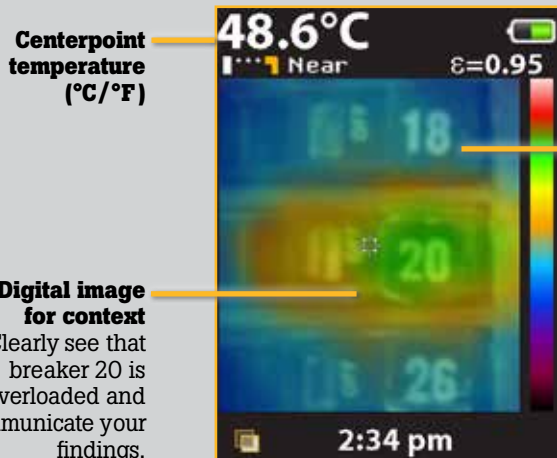 Centerpoint
temperature
(°C/°F)
48.6°C
Near
ε=0.95
18
20
26
2:34 pm
Digital image
for context
Clearly see that
breaker 20 is
overloaded and
communicate your
findings.